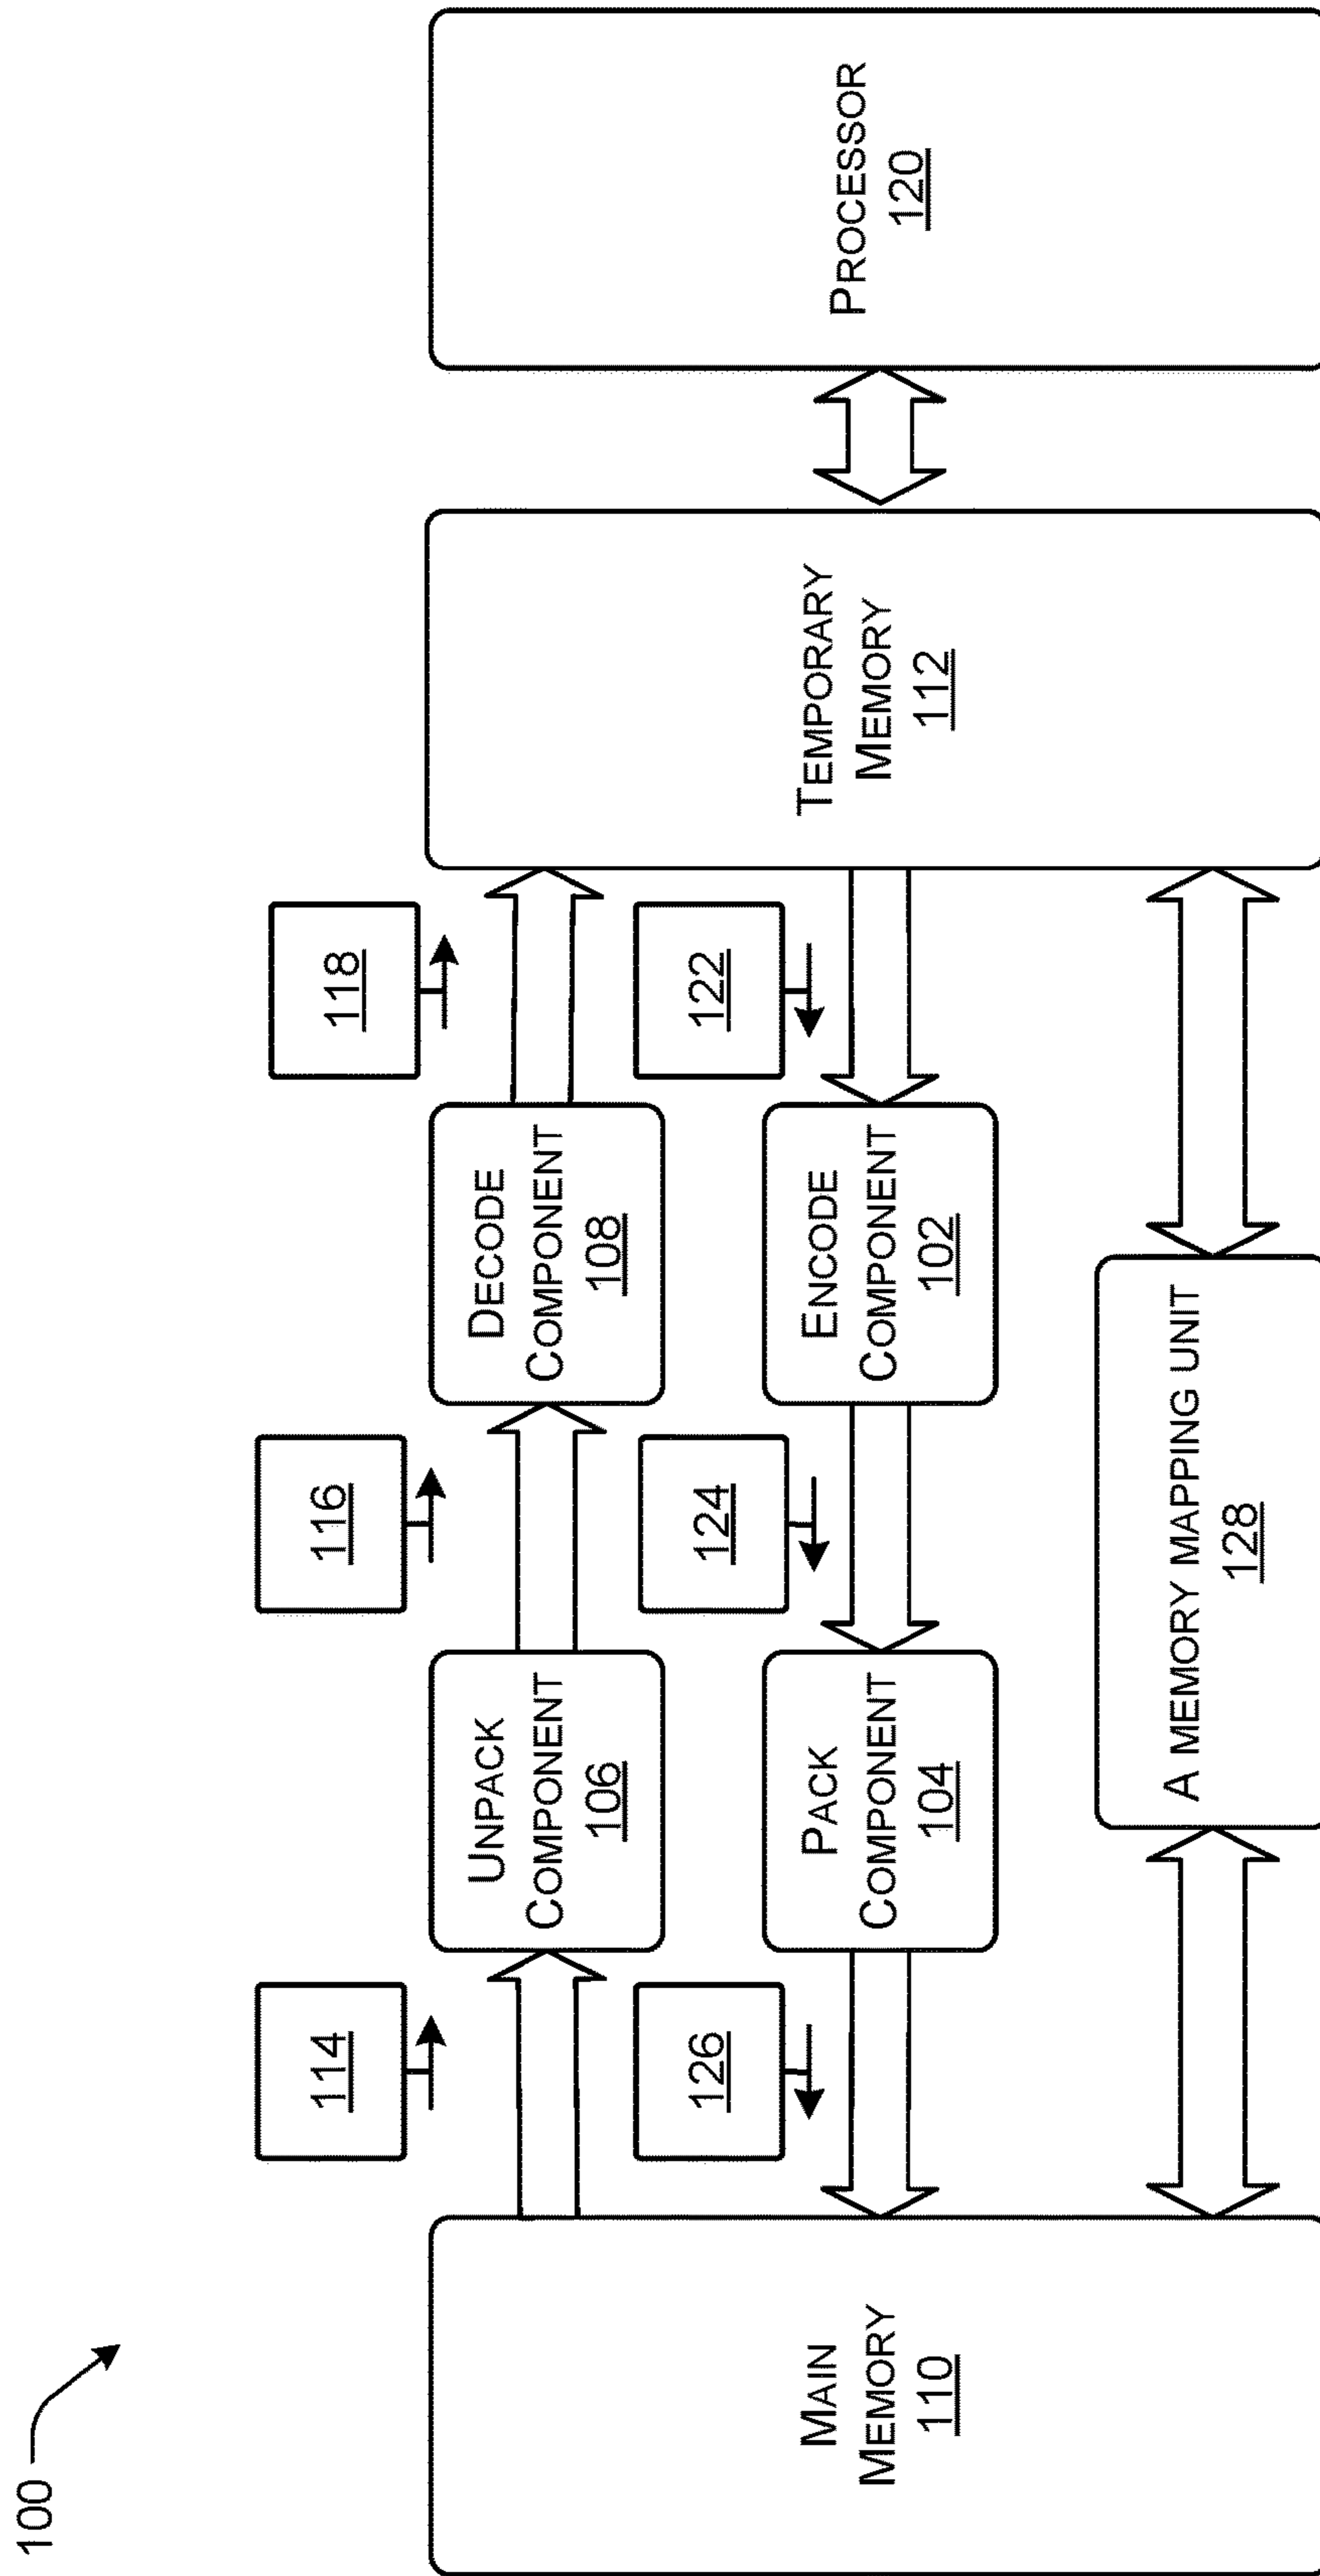 100
114
116
118
UNPACK
COMPONENT
106
DECODE
COMPONENT
108
126
124
122
MAIN
MEMORY
110
PACK
COMPONENT
104
ENCODE
COMPONENT
102
TEMPORARY
MEMORY
112
PROCESSOR
120
A MEMORY MAPPING UNIT
128